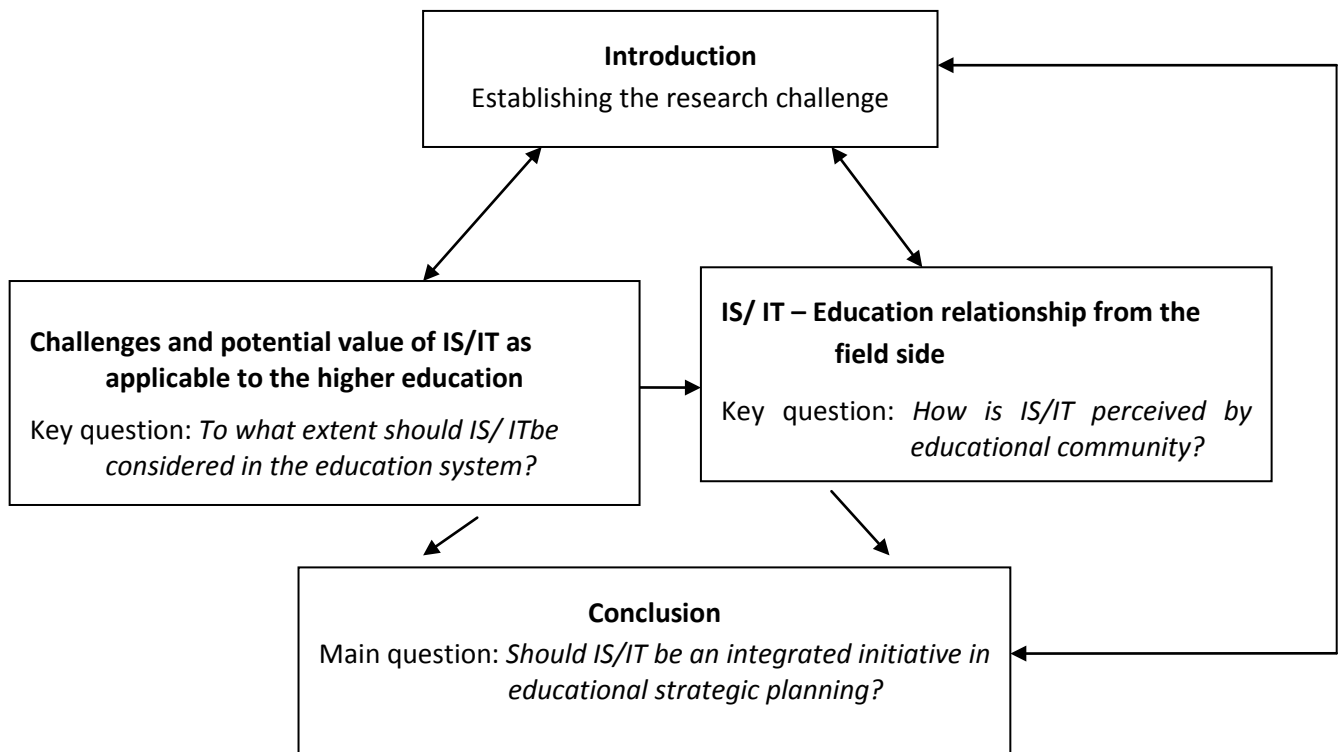 Introduction
Establishing the research challenge
Challenges and potential value of IS/IT as
applicable to the higher education
Key question: To what extent should IS/ ITbe
considered in the education system?
IS/ IT – Education relationship from the
field side
Key question: How is IS/IT perceived by
educational community?
Conclusion
Main question: Should IS/IT be an integrated initiative in
educational strategic planning?